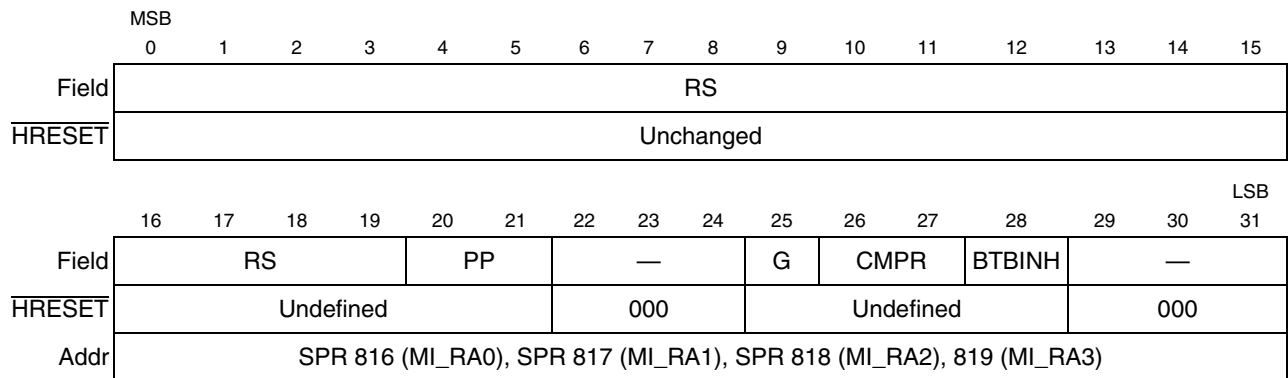 MSB
0 1 2 3 4 5 6 7 8 9 10 11 12 13 14 15
Field RS
HRESET Unchanged
LSB
16 17 18 19 20 21 22 23 24 25 26 27 28 29 30 31
Field RS PP — G CMPR BTBINH —
HRESET Undefined 000 Undefined 000
Addr SPR 816 (MI_RA0), SPR 817 (MI_RA1), SPR 818 (MI_RA2), 819 (MI_RA3)